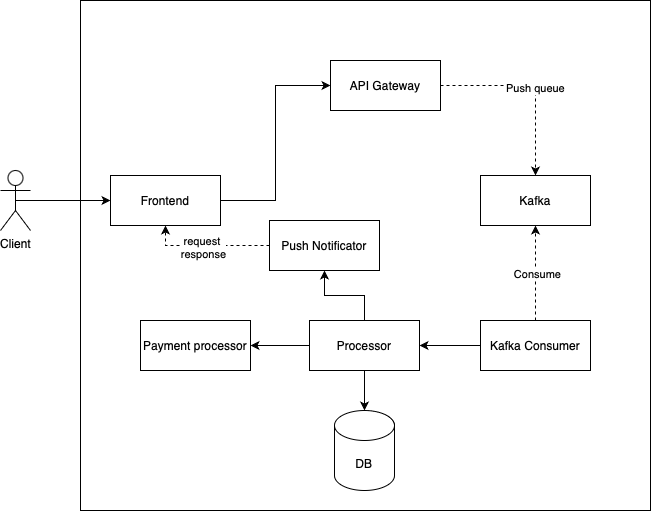 API Gateway
Push queue
Frontend
Kafka
Client
request
response
Push Notificator
Consume
Payment processor
Processor
Kafka Consumer
DB